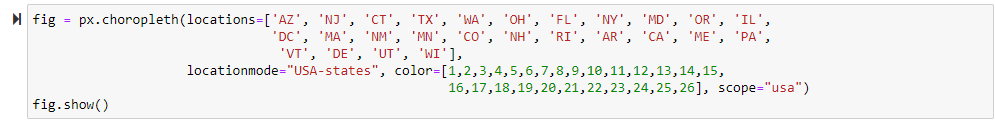 fig = px.choropleth(locations=['AZ', 'NJ', 'CT', 'TX', 'WA', 'OH', 'FL', 'NY', 'MD', 'OR', 'IL',
'DC', 'MA', 'NM', 'MN', 'CO', 'NH', 'RI', 'AR', 'CA', 'ME', 'PA',
'VT', 'DE', 'UT', 'WI'],
locationmode="USA-states", color=[1,2,3,4,5,6,7,8,9,10,11,12,13,14,15,
16,17,18,19,20,21,22,23,24,25,26], scope="usa")
fig.show()